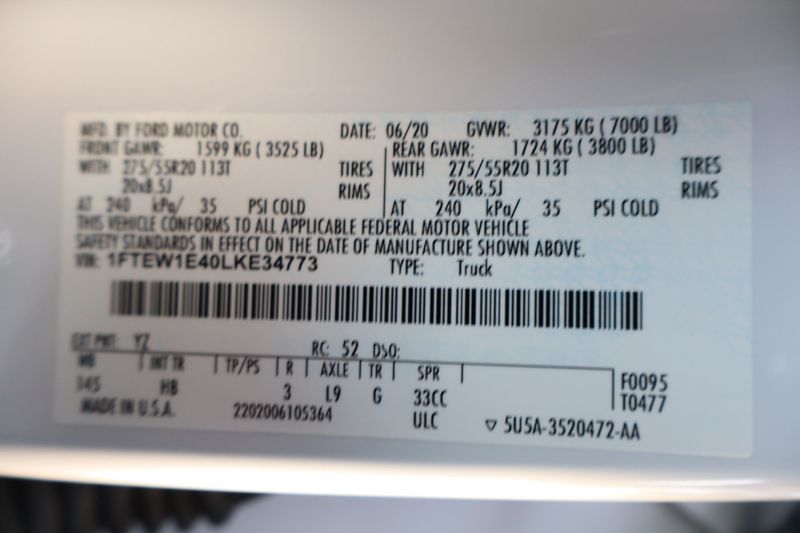 MFD. BY FORD MOTOR CO. DATE: 06/20 GVWR: 3175 KG ( 7000 LB)
FRONT GAWR: 1599 KG ( 3525 LB) REAR GAWR: 1724 KG ( 3800 LB)
WITH 275/55R20 113T TIRES WITH 275/55R20 113T TIRES
20x8.5J RIMS 20x8.5J RIMS
AT 240 kPa/ 35 PSI COLD AT 240 kPa/ 35 PSI COLD
THIS VEHICLE CONFORMS TO ALL APPLICABLE FEDERAL MOTOR VEHICLE
SAFETY STANDARDS IN EFFECT ON THE DATE OF MANUFACTURE SHOWN ABOVE.
VIN: 1FTEW1E40LKE34773 TYPE: Truck
EXT PNT: YZ RC: 52 DSO:
WB INT TR TP/PS R AXLE TR SPR
145 HB 3 L9 G 33CC F0095
T0477
MADE IN U.S.A. 2202006105364 ULC ▽ 5U5A-3520472-AA